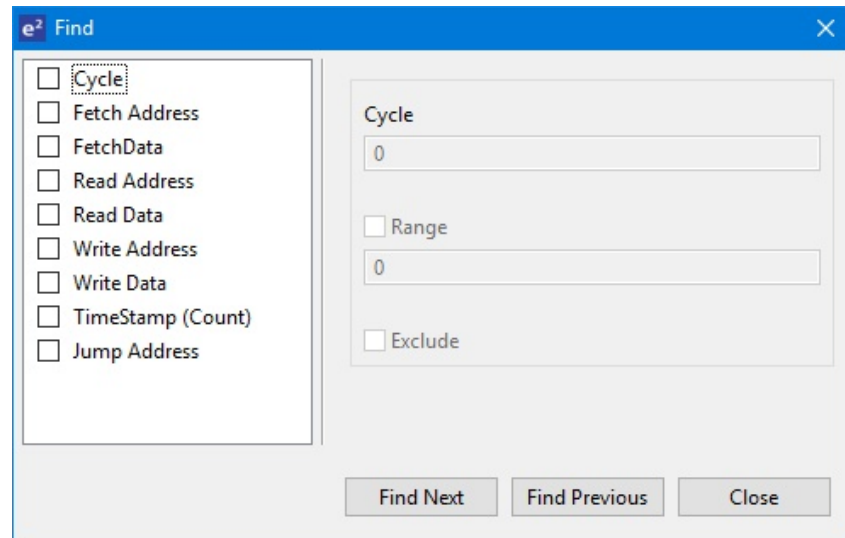 e² Find
Cycle
Fetch Address
FetchData
Read Address
Read Data
Write Address
Write Data
TimeStamp (Count)
Jump Address
Cycle
0
Range
0
Exclude
Find Next
Find Previous
Close